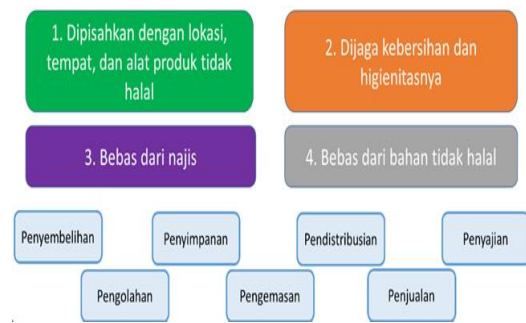 1. Dipisahkan dengan lokasi,
tempat, dan alat produk tidak
halal
2. Dijaga kebersihan dan
higienitasnya
3. Bebas dari najis
4. Bebas dari bahan tidak halal
Penyembelihan
Penyimpanan
Pendistribusian
Penyajian
Pengolahan
Pengemasan
Penjualan